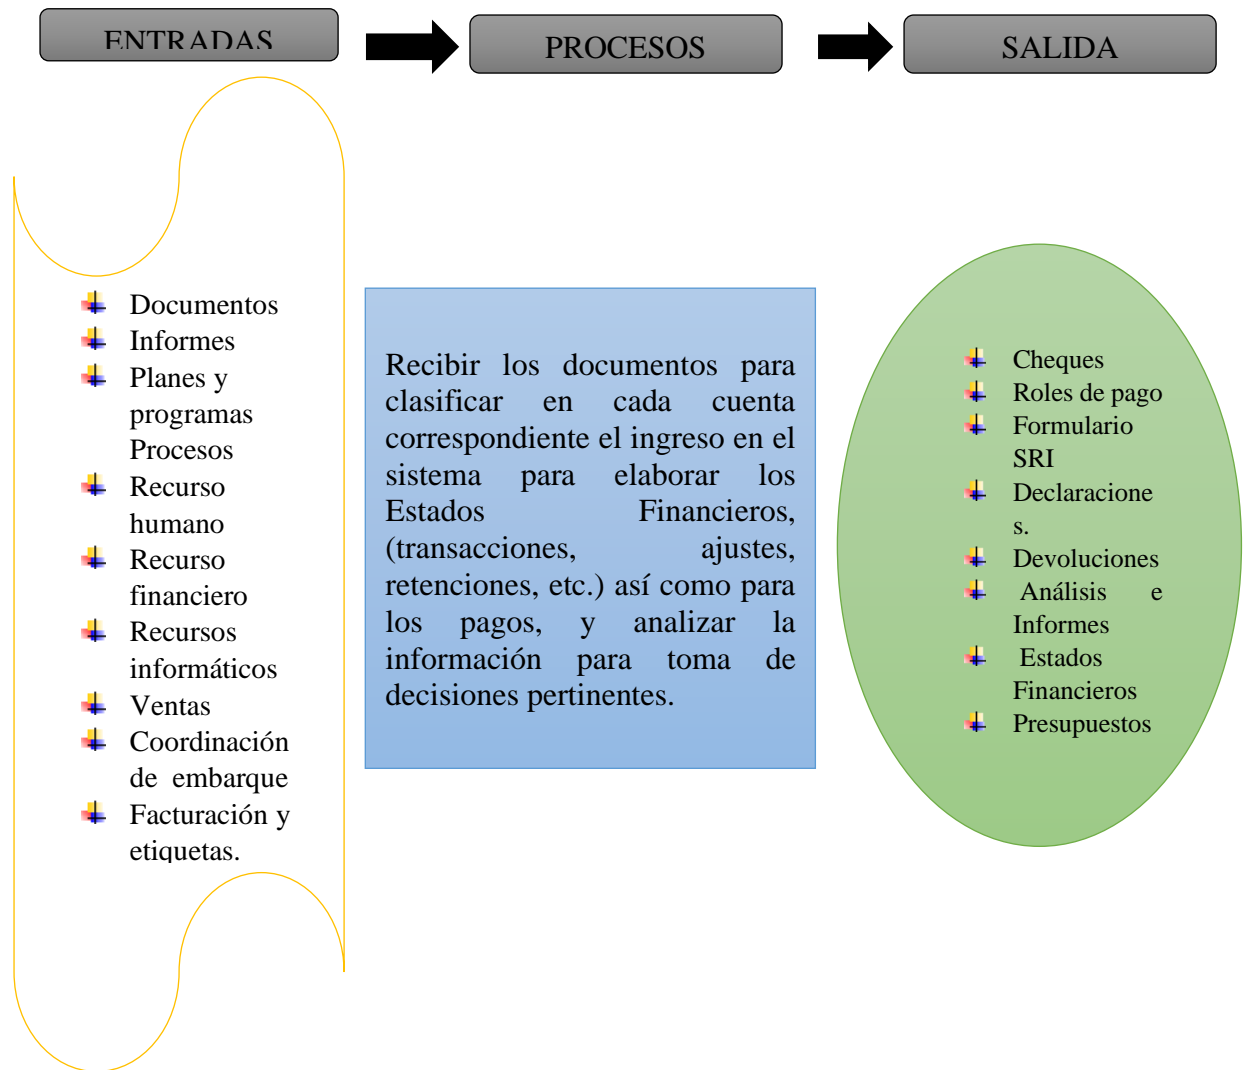 ENTRADAS
PROCESOS
SALIDA
Documentos
Informes
Planes y
programas
Procesos
Recurso
humano
Recurso
financiero
Recursos
informáticos
Ventas
Coordinación
de embarque
Facturación y
etiquetas.
Recibir los documentos para
clasificar en cada cuenta
correspondiente el ingreso en el
sistema para elaborar los
Estados Financieros,
(transacciones, ajustes,
retenciones, etc.) así como para
los pagos, y analizar la
información para toma de
decisiones pertinentes.
Cheques
Roles de pago
Formulario
SRI
Declaracione
s.
Devoluciones
Análisis e
Informes
Estados
Financieros
Presupuestos